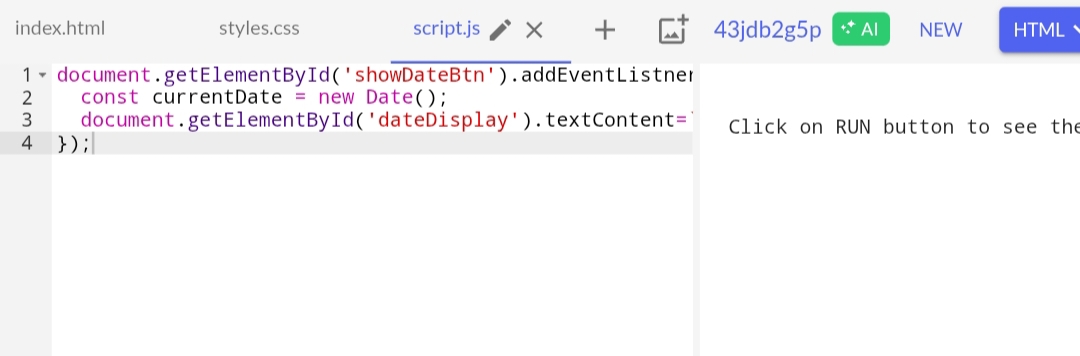 index.html styles.css script.js + 43jdb2g5p AI NEW HTML
1 document.getElementById('showDateBtn').addEventListner
2 const currentDate = new Date();
3 document.getElementById('dateDisplay').textContent=`
4 });
Click on RUN button to see the